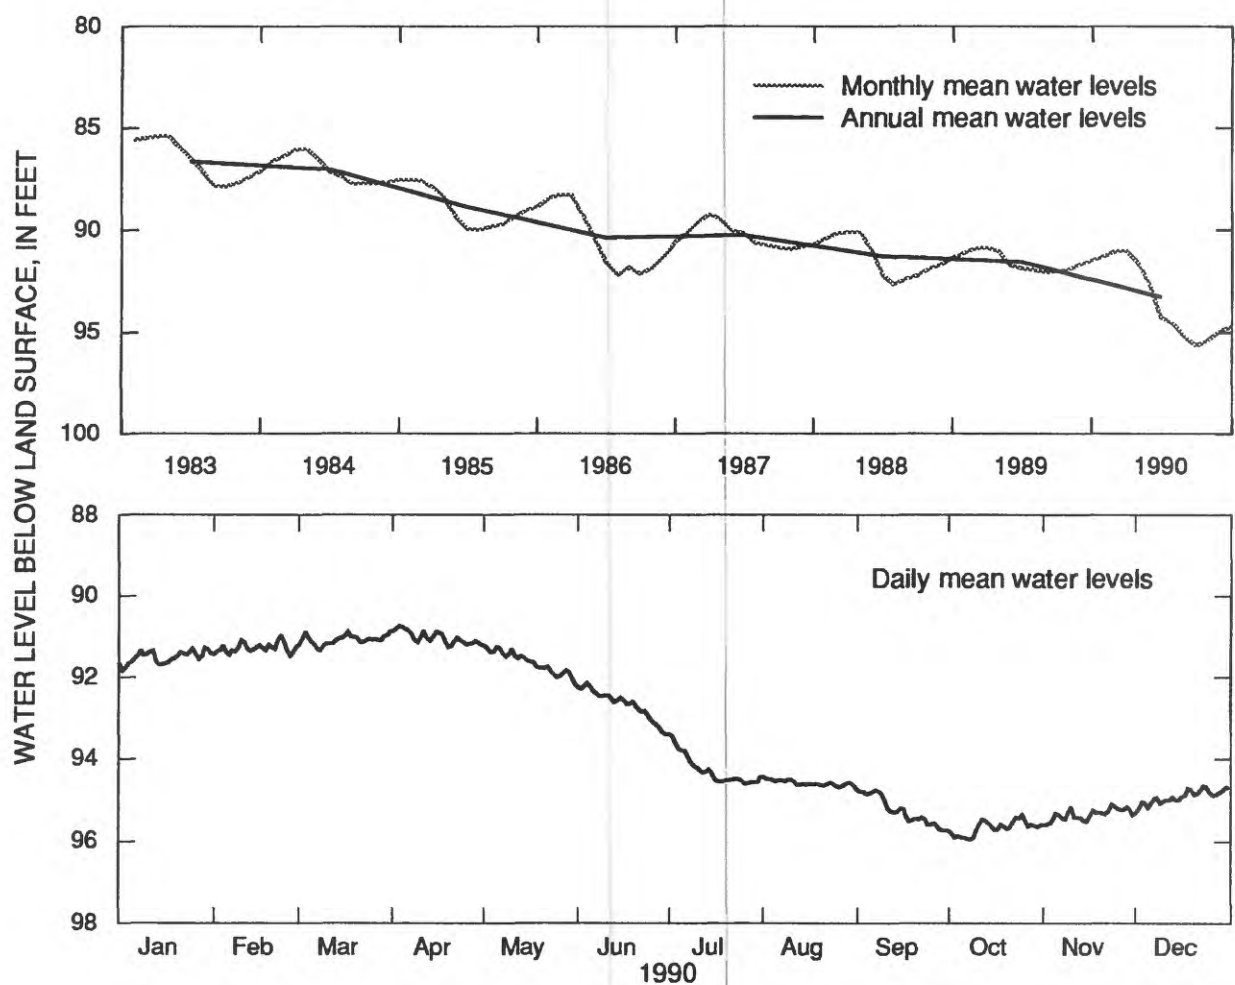 WATER LEVEL BELOW LAND SURFACE, IN FEET
80
85
90
95
100
Monthly mean water levels
Annual mean water levels
1983 1984 1985 1986 1987 1988 1989 1990
88
90
92
94
96
98
Daily mean water levels
Jan Feb Mar Apr May Jun Jul Aug Sep Oct Nov Dec
1990